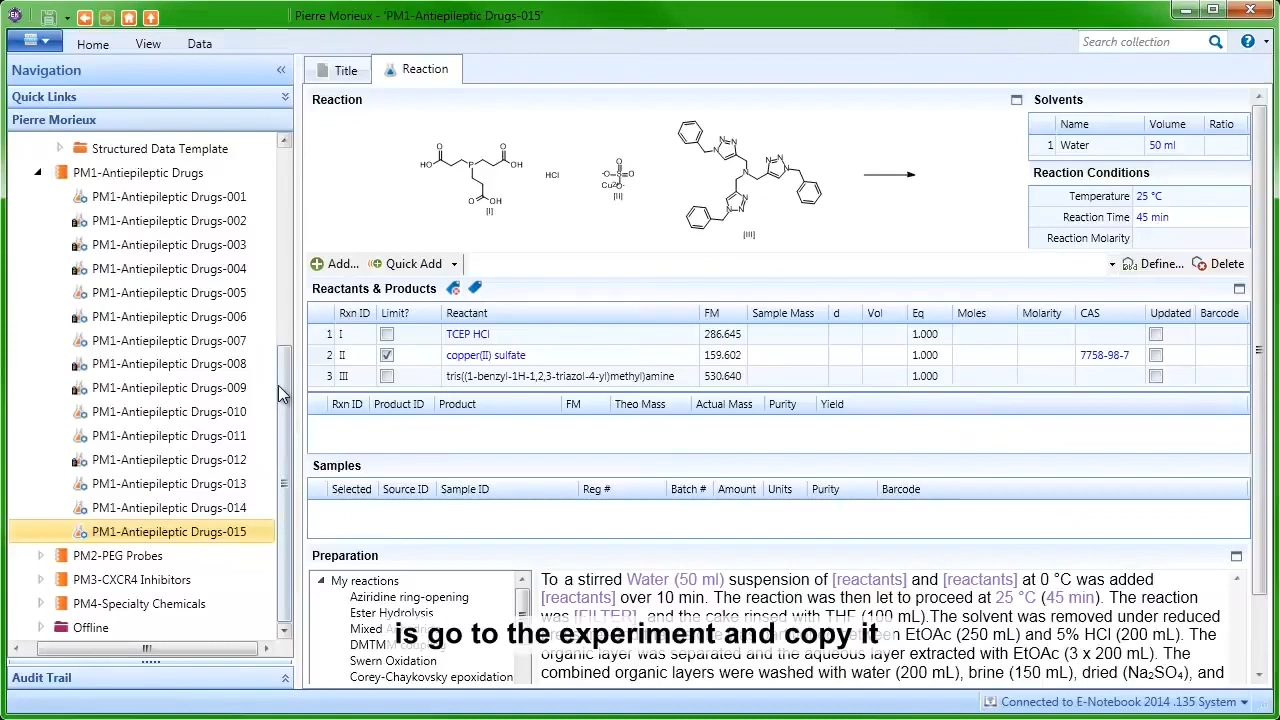 Pierre Morieux - 'PM1-Antiepileptic Drugs-015'
Home View Data
Search collection
Navigation
Quick Links
Pierre Morieux
Structured Data Template
PM1-Antiepileptic Drugs
PM1-Antiepileptic Drugs-001
PM1-Antiepileptic Drugs-002
PM1-Antiepileptic Drugs-003
PM1-Antiepileptic Drugs-004
PM1-Antiepileptic Drugs-005
PM1-Antiepileptic Drugs-006
PM1-Antiepileptic Drugs-007
PM1-Antiepileptic Drugs-008
PM1-Antiepileptic Drugs-009
PM1-Antiepileptic Drugs-010
PM1-Antiepileptic Drugs-011
PM1-Antiepileptic Drugs-012
PM1-Antiepileptic Drugs-013
PM1-Antiepileptic Drugs-014
PM1-Antiepileptic Drugs-015
PM2-PEG Probes
PM3-CXCR4 Inhibitors
PM4-Specialty Chemicals
Offline
Audit Trail
Title Reaction
Reaction
HO O P O OH
O OH
[I]
HCl
O
-O S O
Cu2+ O-
[II]
N N N
[III]
Solvents
Name Volume Ratio
1 Water 50 ml
Reaction Conditions
Temperature 25 °C
Reaction Time 45 min
Reaction Molarity
Add... Quick Add Define... Delete
Reactants & Products
Rxn ID Limit? Reactant FM Sample Mass d Vol Eq Moles Molarity CAS Updated Barcode
1 I TCEP HCl 286.645 1.000
2 II copper(II) sulfate 159.602 1.000 7758-98-7
3 III tris((1-benzyl-1H-1,2,3-triazol-4-yl)methyl)amine 530.640 1.000
Rxn ID Product ID Product FM Theo Mass Actual Mass Purity Yield
Samples
Selected Source ID Sample ID Reg # Batch # Amount Units Purity Barcode
Preparation
My reactions
Aziridine ring-opening
Ester Hydrolysis
Mixed
DMTMM
Swern Oxidation
Corey-Chaykovsky epoxidation
To a stirred Water (50 ml) suspension of [reactants] and [reactants] at 0 °C was added
[reactants] over 10 min. The reaction was then let to proceed at 25 °C (45 min). The reaction
was [FILTER], and the cake rinsed with THF (100 mL).The solvent was removed under reduced
EtOAc (250 mL) and 5% HCl (200 mL). The
organic layer was separated and the aqueous layer extracted with EtOAc (3 x 200 mL). The
combined organic layers were washed with water (200 mL), brine (150 mL), dried (Na₂SO₄), and
is go to the experiment and copy it
Connected to E-Notebook 2014 .135 System